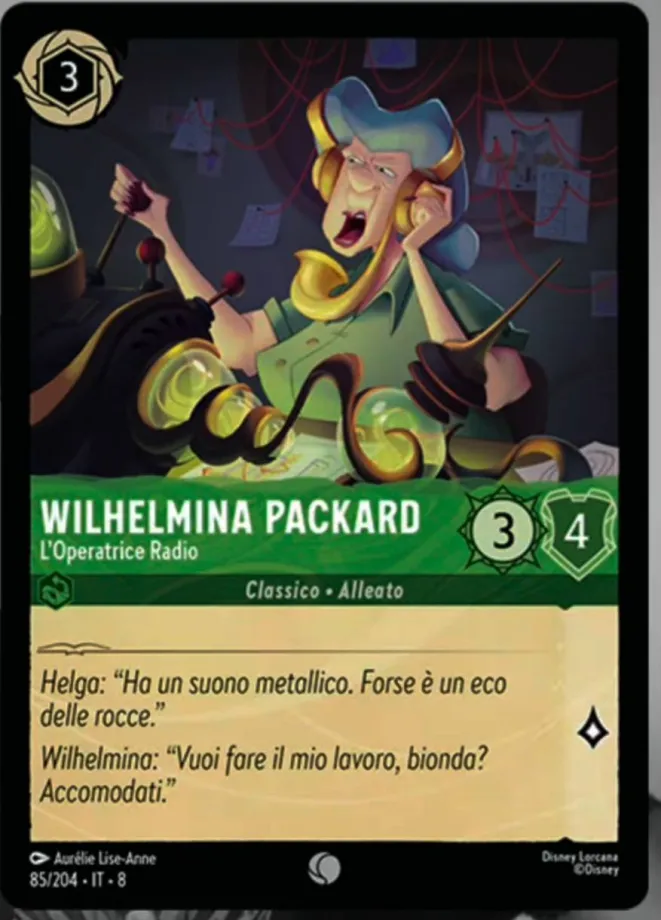 3
WILHELMINA PACKARD
L'Operatrice Radio
3
4
Classico • Alleato
Helga: “Ha un suono metallico. Forse è un eco
delle rocce.”
Wilhelmina: “Vuoi fare il mio lavoro, bionda?
Accomodati.”
Aurélie Lise-Anne
85/204 • IT • 8
Disney Lorcana
©Disney